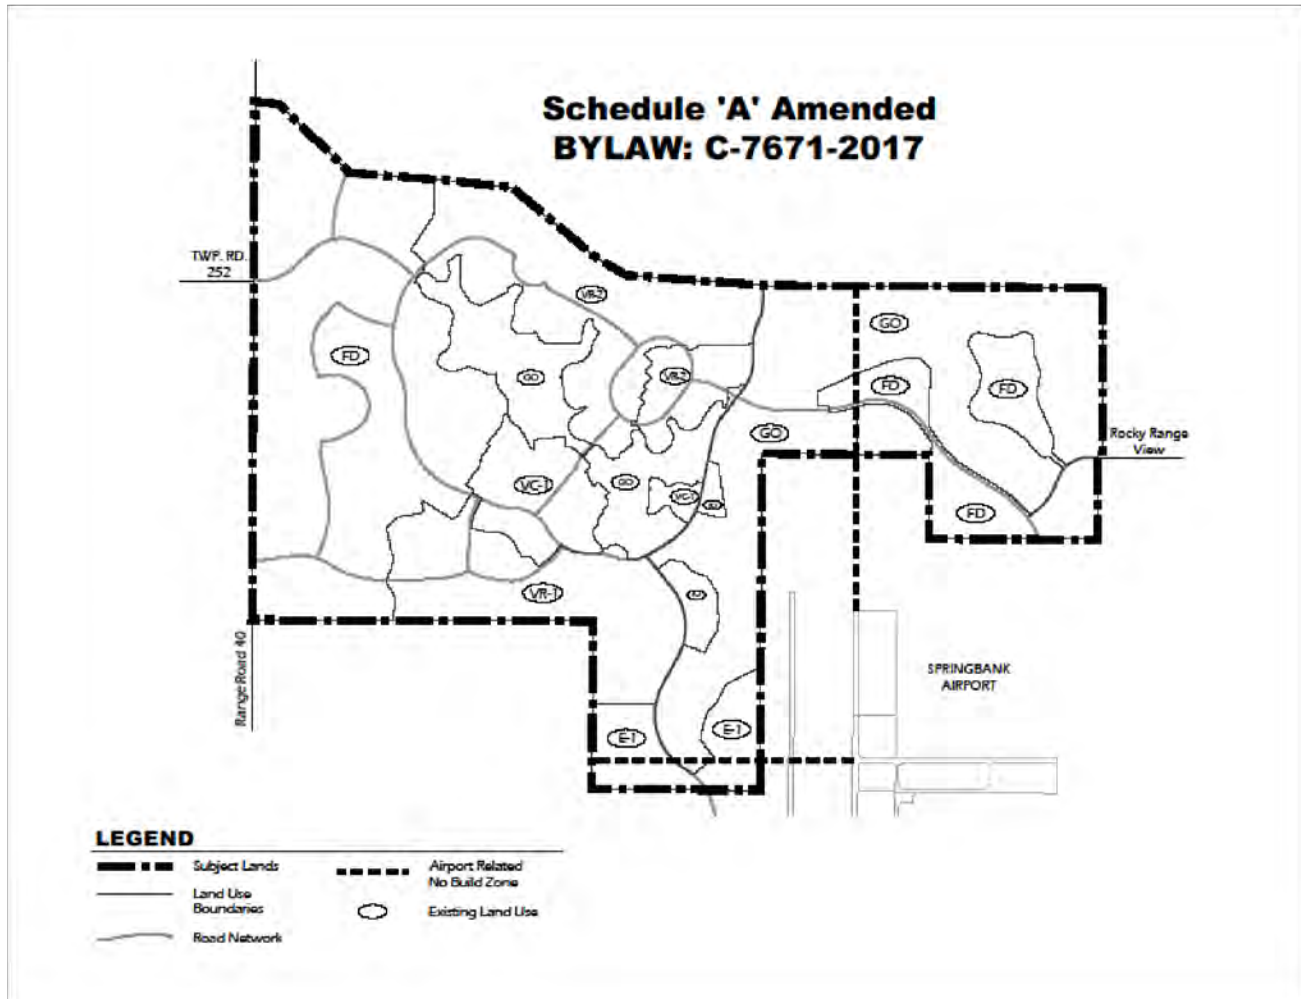 Schedule 'A' Amended
BYLAW: C-7671-2017
TWP. RD.
252
VR-2
GO
FD
GO
VR-2
FD
FD
GO
Rocky Range
View
VC-1
GO
VC-1
FD
VR-1
SPRINGBANK
AIRPORT
Range Road 40
E-1
E-1
LEGEND
Subject Lands
Airport Related
No Build Zone
Land Use
Boundaries
Existing Land Use
Road Network